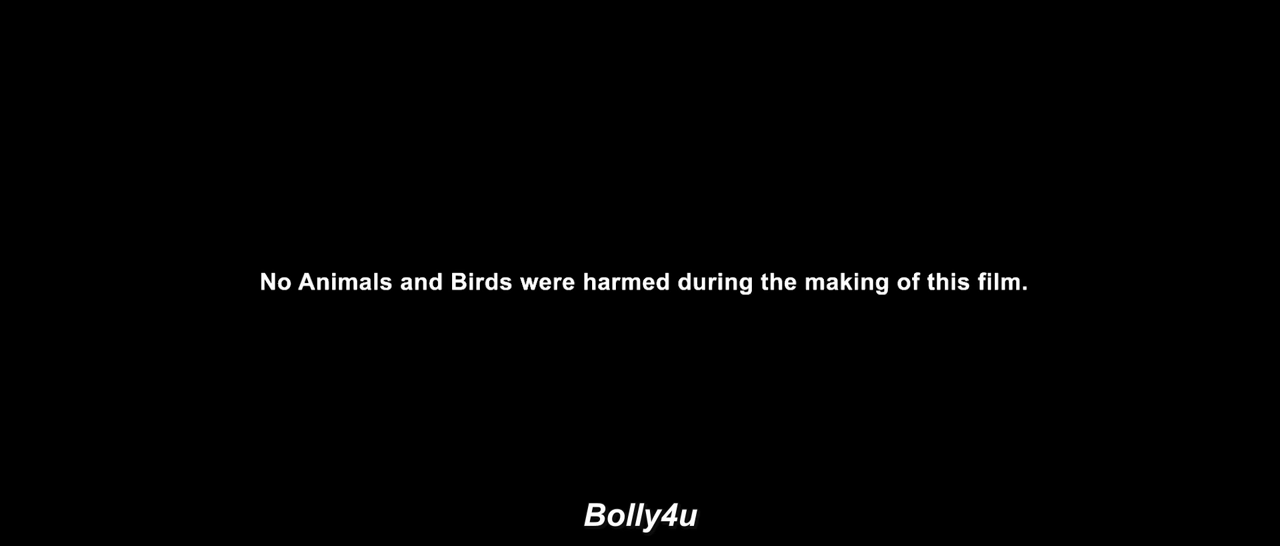 No Animals and Birds were harmed during the making of this film.
Bolly4u